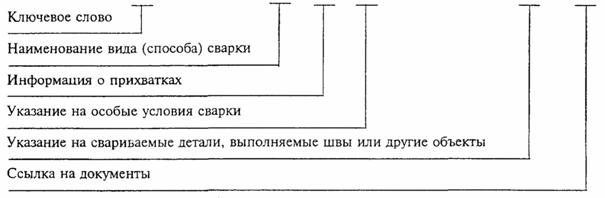 Ключевое слово
Наименование вида (способа) сварки
Информация о прихватках
Указание на особые условия сварки
Указание на свариваемые детали, выполняемые швы или другие объекты
Ссылка на документы